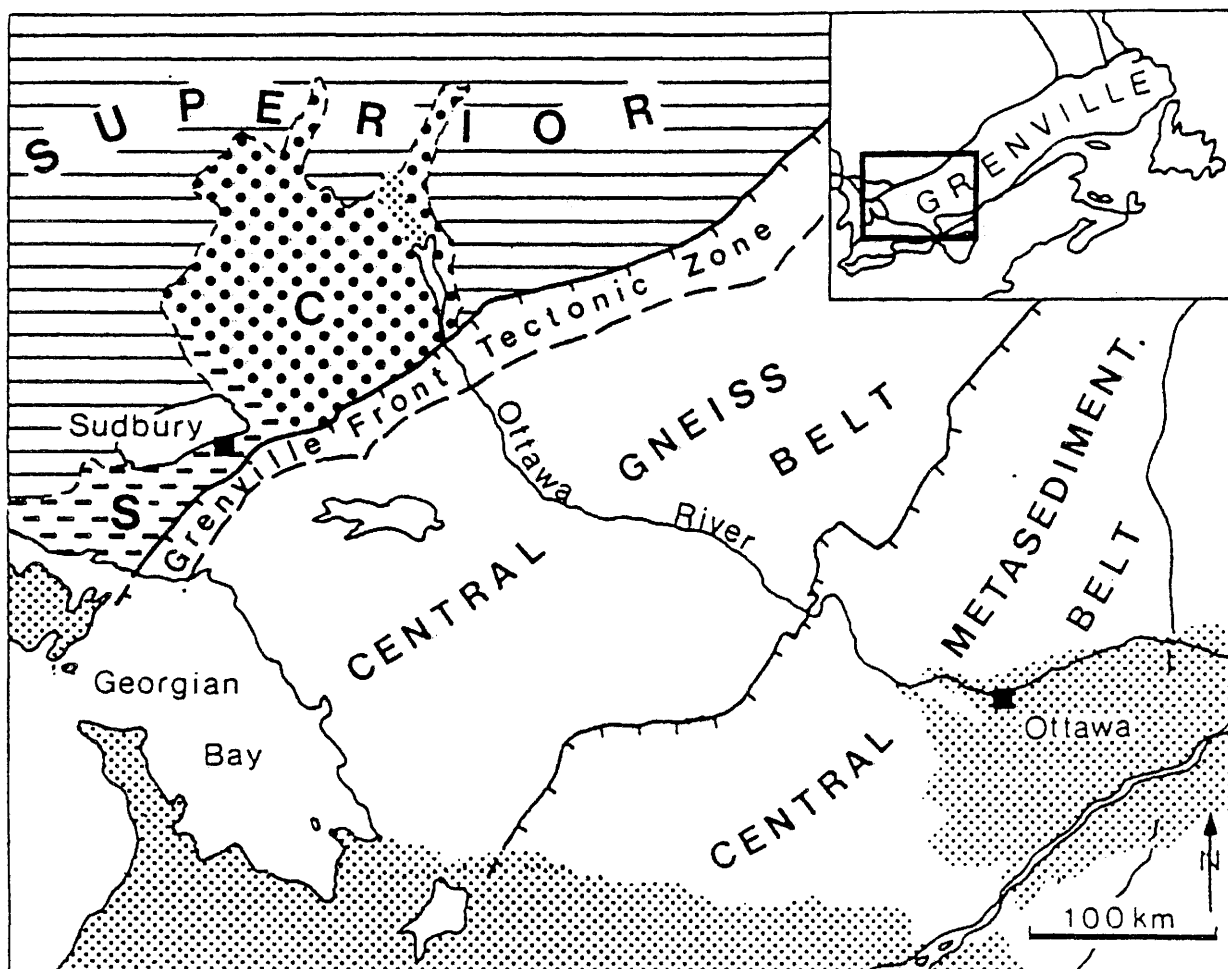 SUPERIOR
GRENVILLE
C
Grenville Front Tectonic Zone
Sudbury
S
Ottawa
River
GNEISS
BELT
CENTRAL
METASEDIMENT.
BELT
CENTRAL
Georgian
Bay
Ottawa
N
100 km